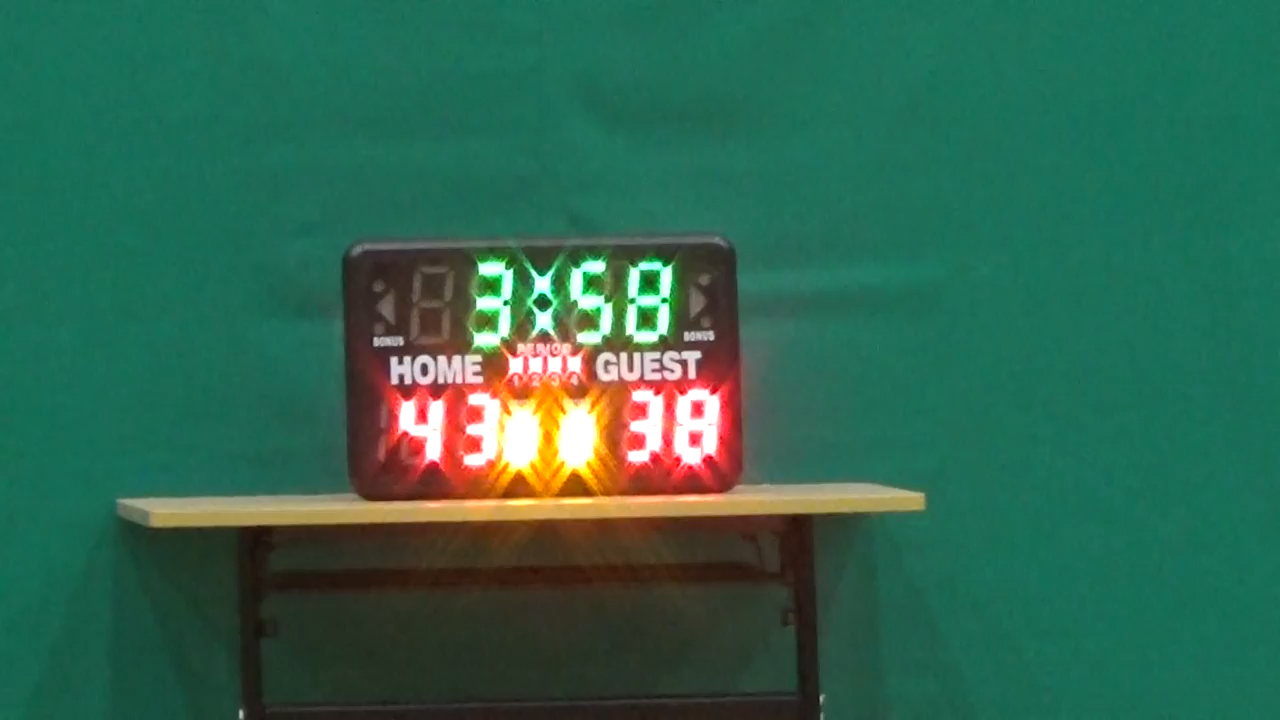 3:58
BONUS BONUS
PERIOD
HOME GUEST
1 2 3 4
43 38